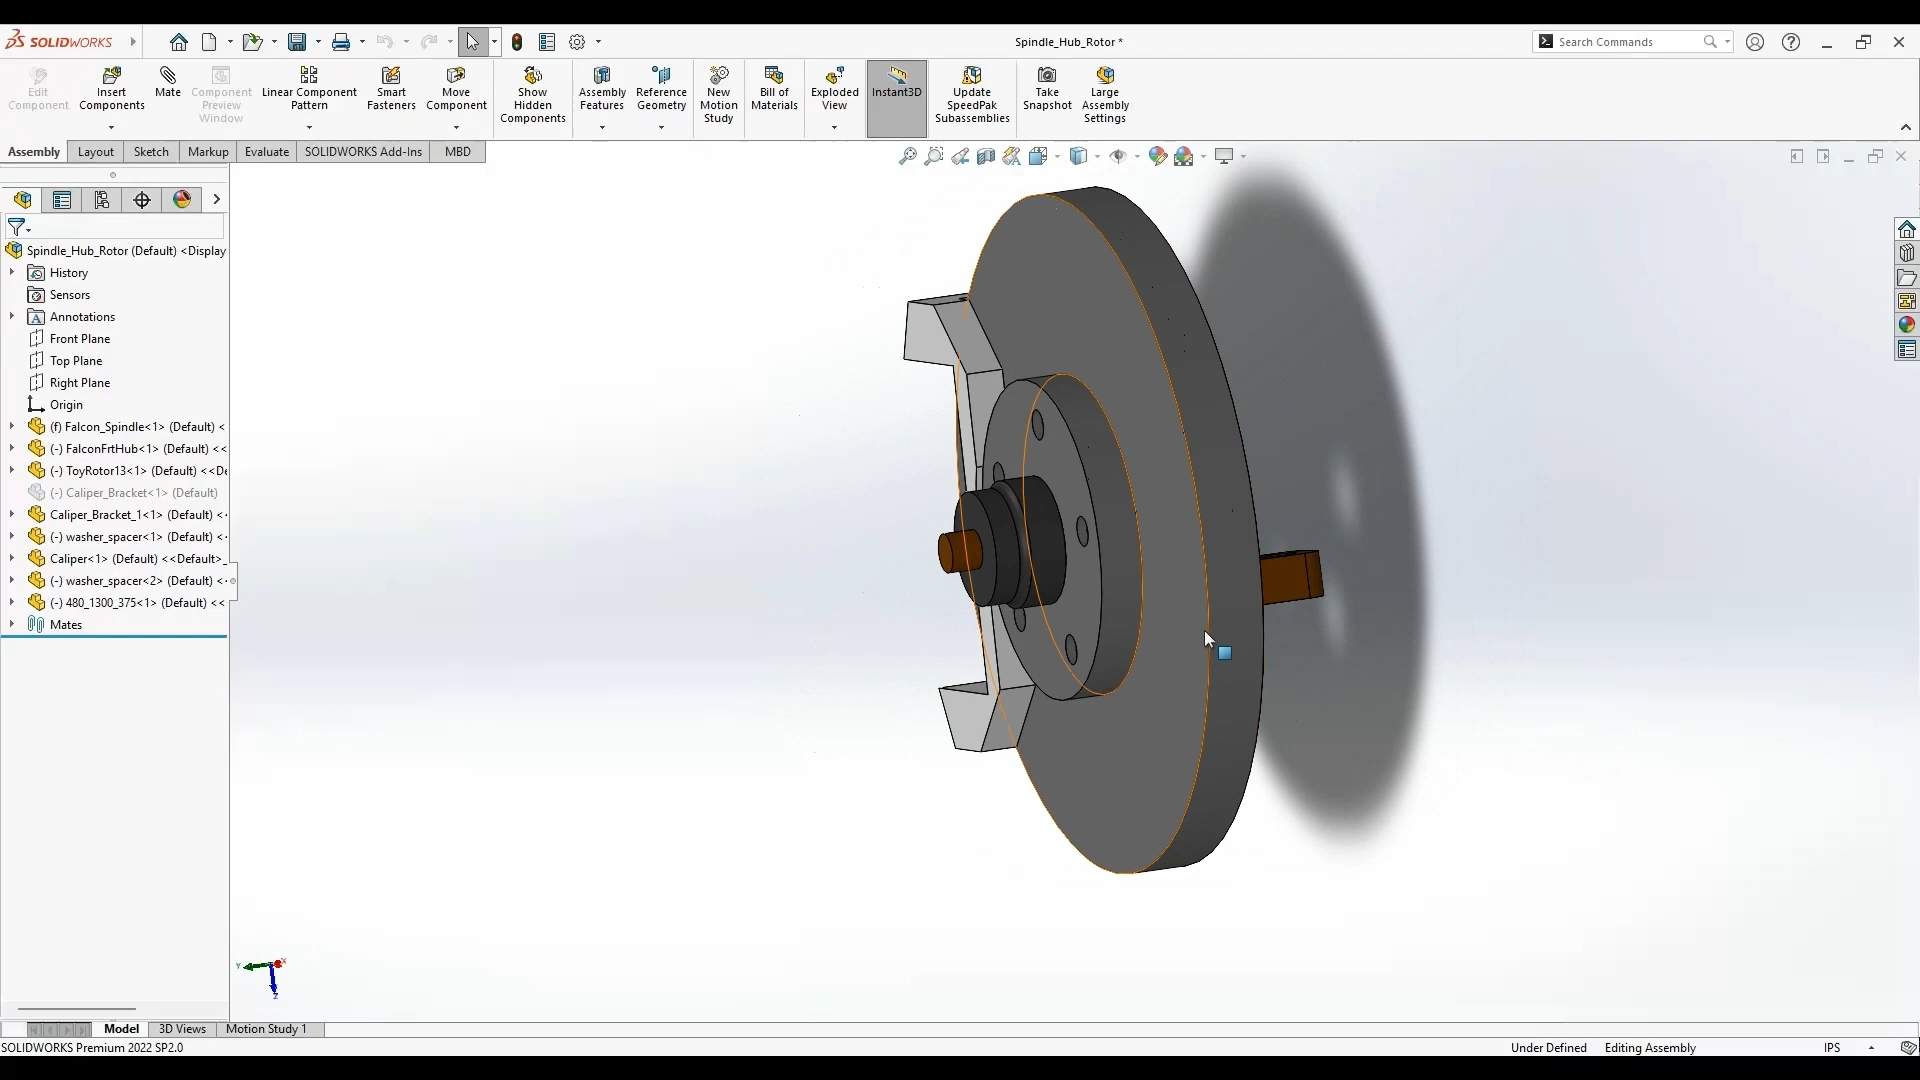 SOLIDWORKS
Spindle_Hub_Rotor *
Search Commands
Edit Component
Insert Components
Mate
Component Preview Window
Linear Component Pattern
Smart Fasteners
Move Component
Show Hidden Components
Assembly Features
Reference Geometry
New Motion Study
Bill of Materials
Exploded View
Instant3D
Update SpeedPak Subassemblies
Take Snapshot
Large Assembly Settings
Assembly
Layout
Sketch
Markup
Evaluate
SOLIDWORKS Add-Ins
MBD
Spindle_Hub_Rotor (Default) <Display
History
Sensors
Annotations
Front Plane
Top Plane
Right Plane
Origin
(f) Falcon_Spindle<1> (Default) <
(-) FalconFrtHub<1> (Default) <<
(-) ToyRotor13<1> (Default) <<De
(-) Caliper_Bracket<1> (Default)
Caliper_Bracket_1<1> (Default) <
(-) washer_spacer<1> (Default) <
Caliper<1> (Default) <<Default>_
(-) washer_spacer<2> (Default) <
(-) 480_1300_375<1> (Default) <<
Mates
Y
X
Z
Model
3D Views
Motion Study 1
SOLIDWORKS Premium 2022 SP2.0
Under Defined
Editing Assembly
IPS